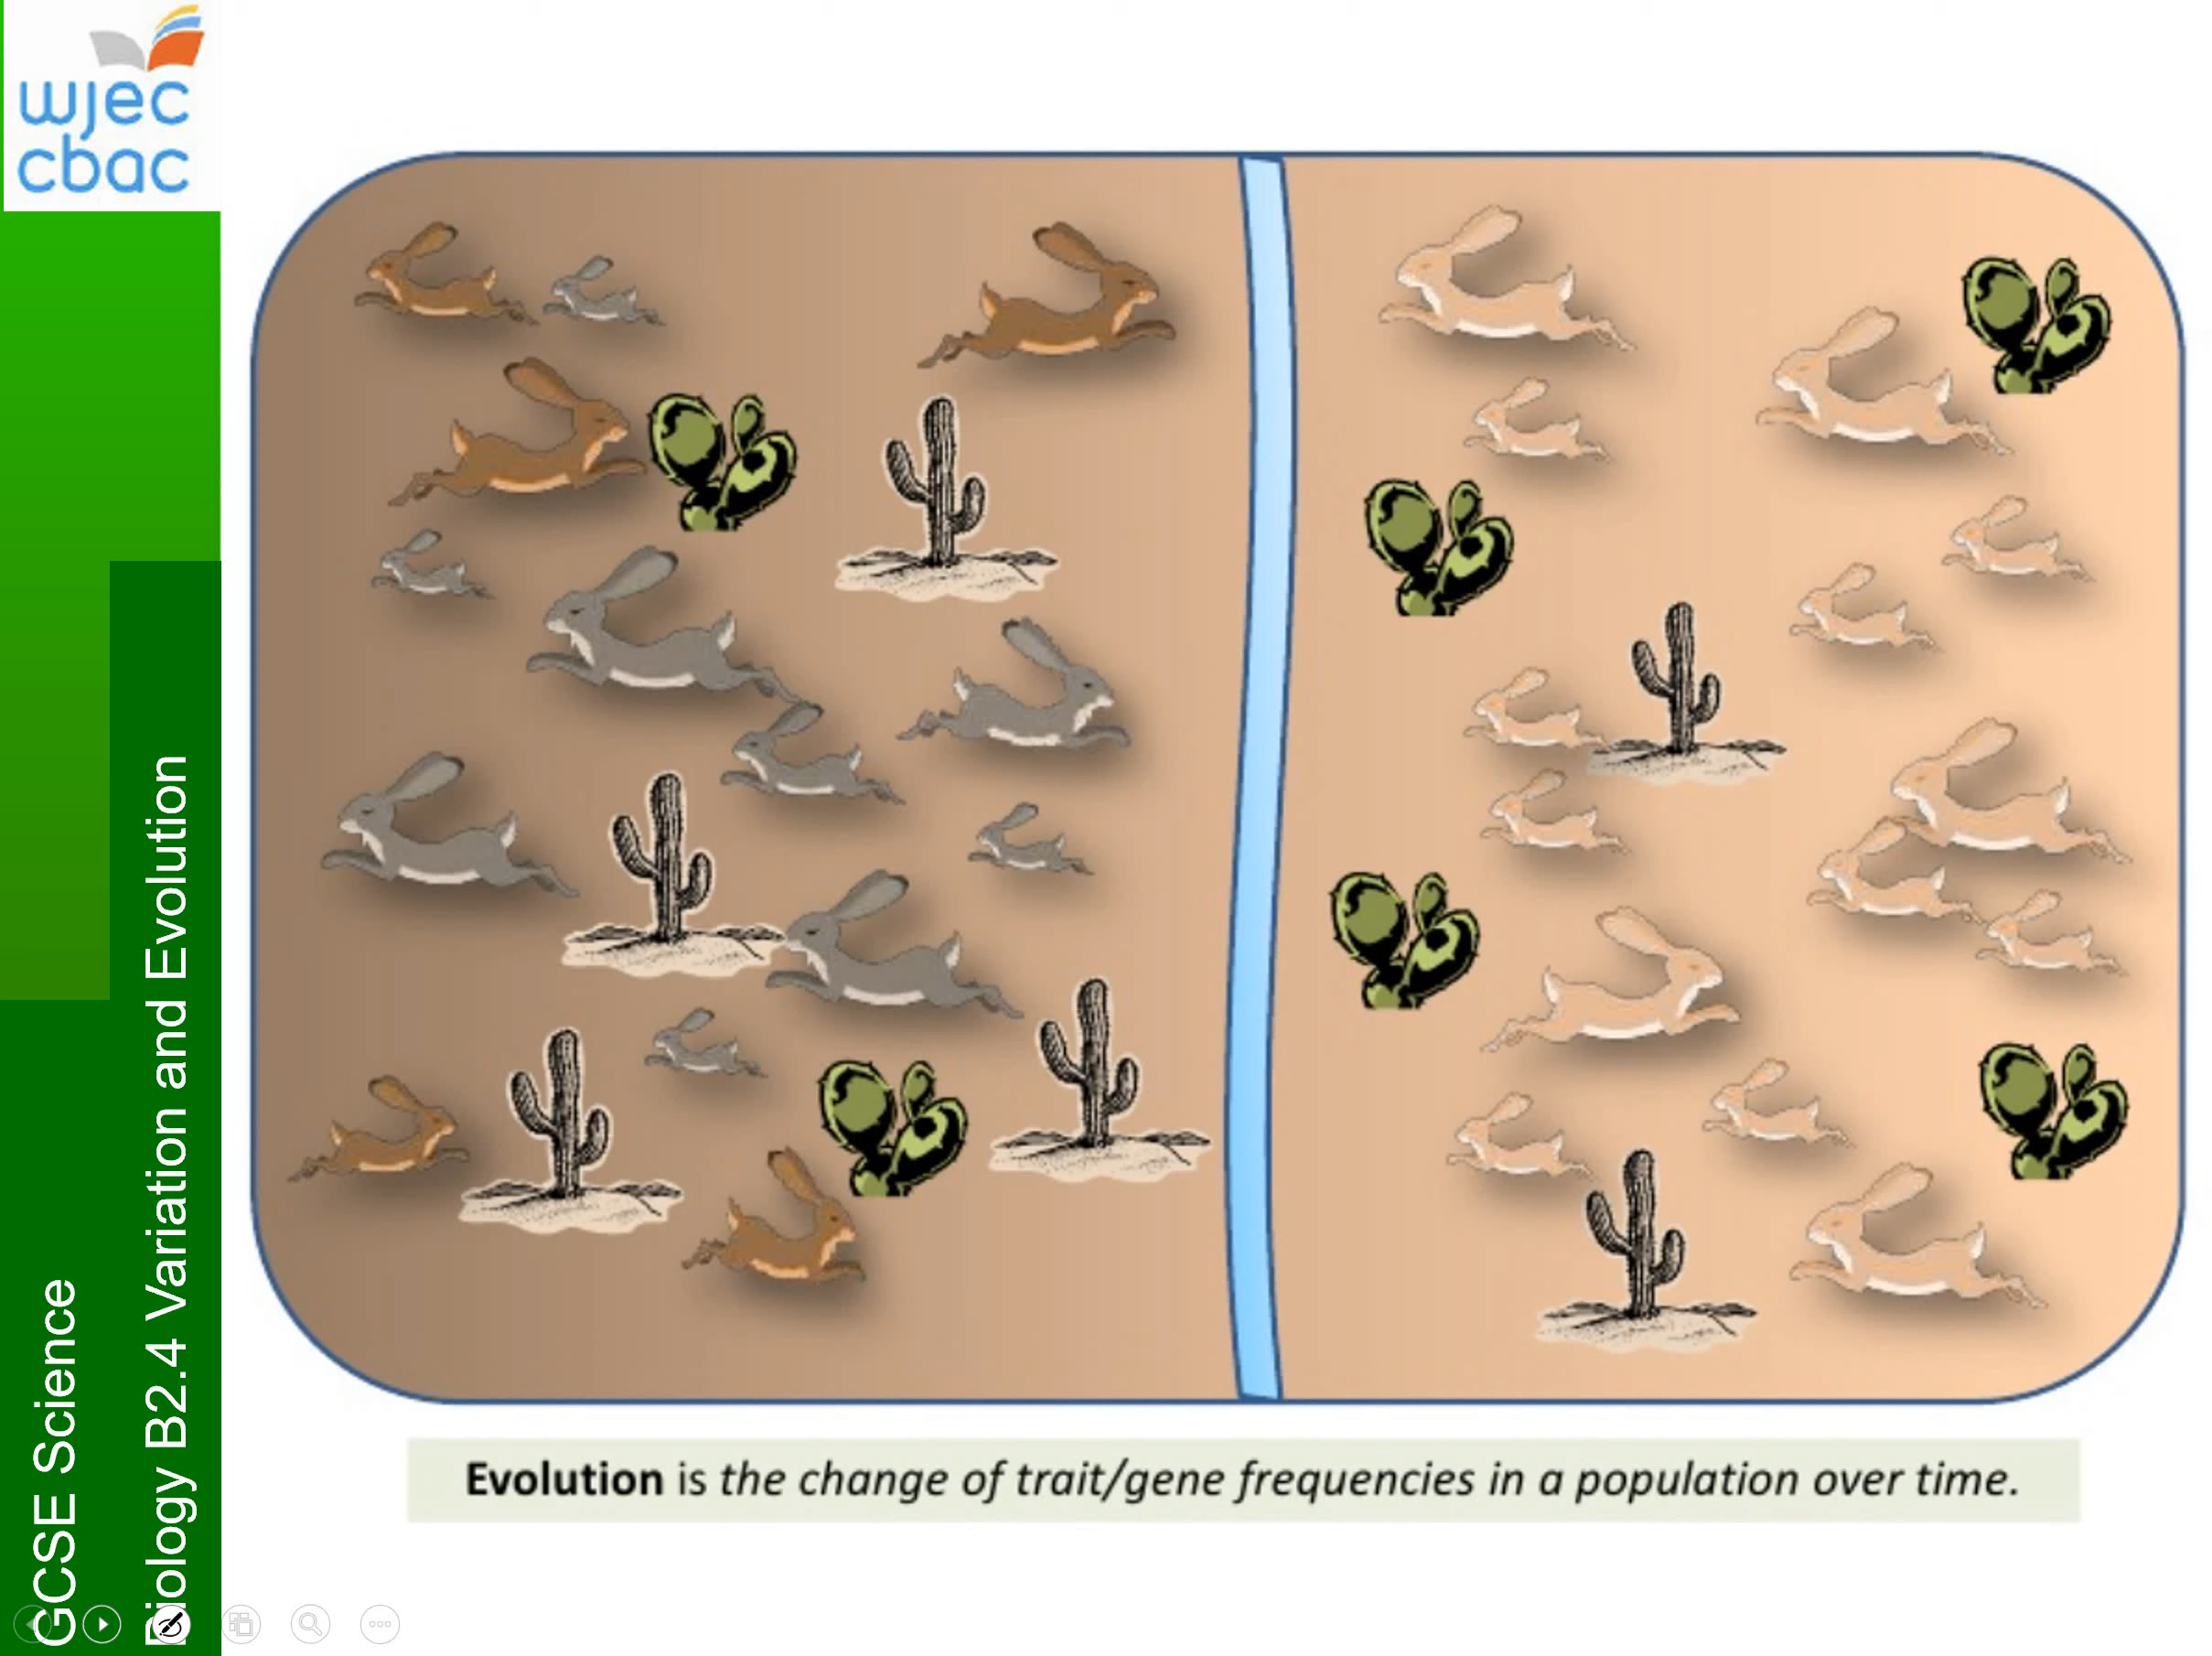 wjec
cbac
GCSE Science
Biology B2.4 Variation and Evolution
Evolution is the change of trait/gene frequencies in a population over time.